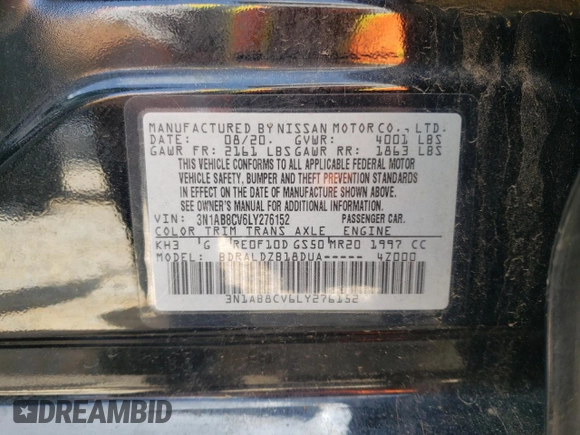 MANUFACTURED BY NISSAN MOTOR CO., LTD.
DATE: 08/20. GVWR: 4001 LBS
GAWR FR: 2161 LBS GAWR RR: 1863 LBS
THIS VEHICLE CONFORMS TO ALL APPLICABLE FEDERAL MOTOR
VEHICLE SAFETY, BUMPER AND THEFT PREVENTION STANDARDS
IN EFFECT ON THE DATE OF MANUFACTURE SHOWN ABOVE.
SEE OWNER'S MANUAL FOR ADDITIONAL INFORMATION.
VIN: 3N1AB8CV6LY276152 PASSENGER CAR.
COLOR TRIM TRANS AXLE ENGINE
KH3 G RE0F10D GS50 MR20 1997 CC
MODEL: BDRALDZB18DUA----- 4Z000
3N1AB8CV6LY276152
DREAMBID